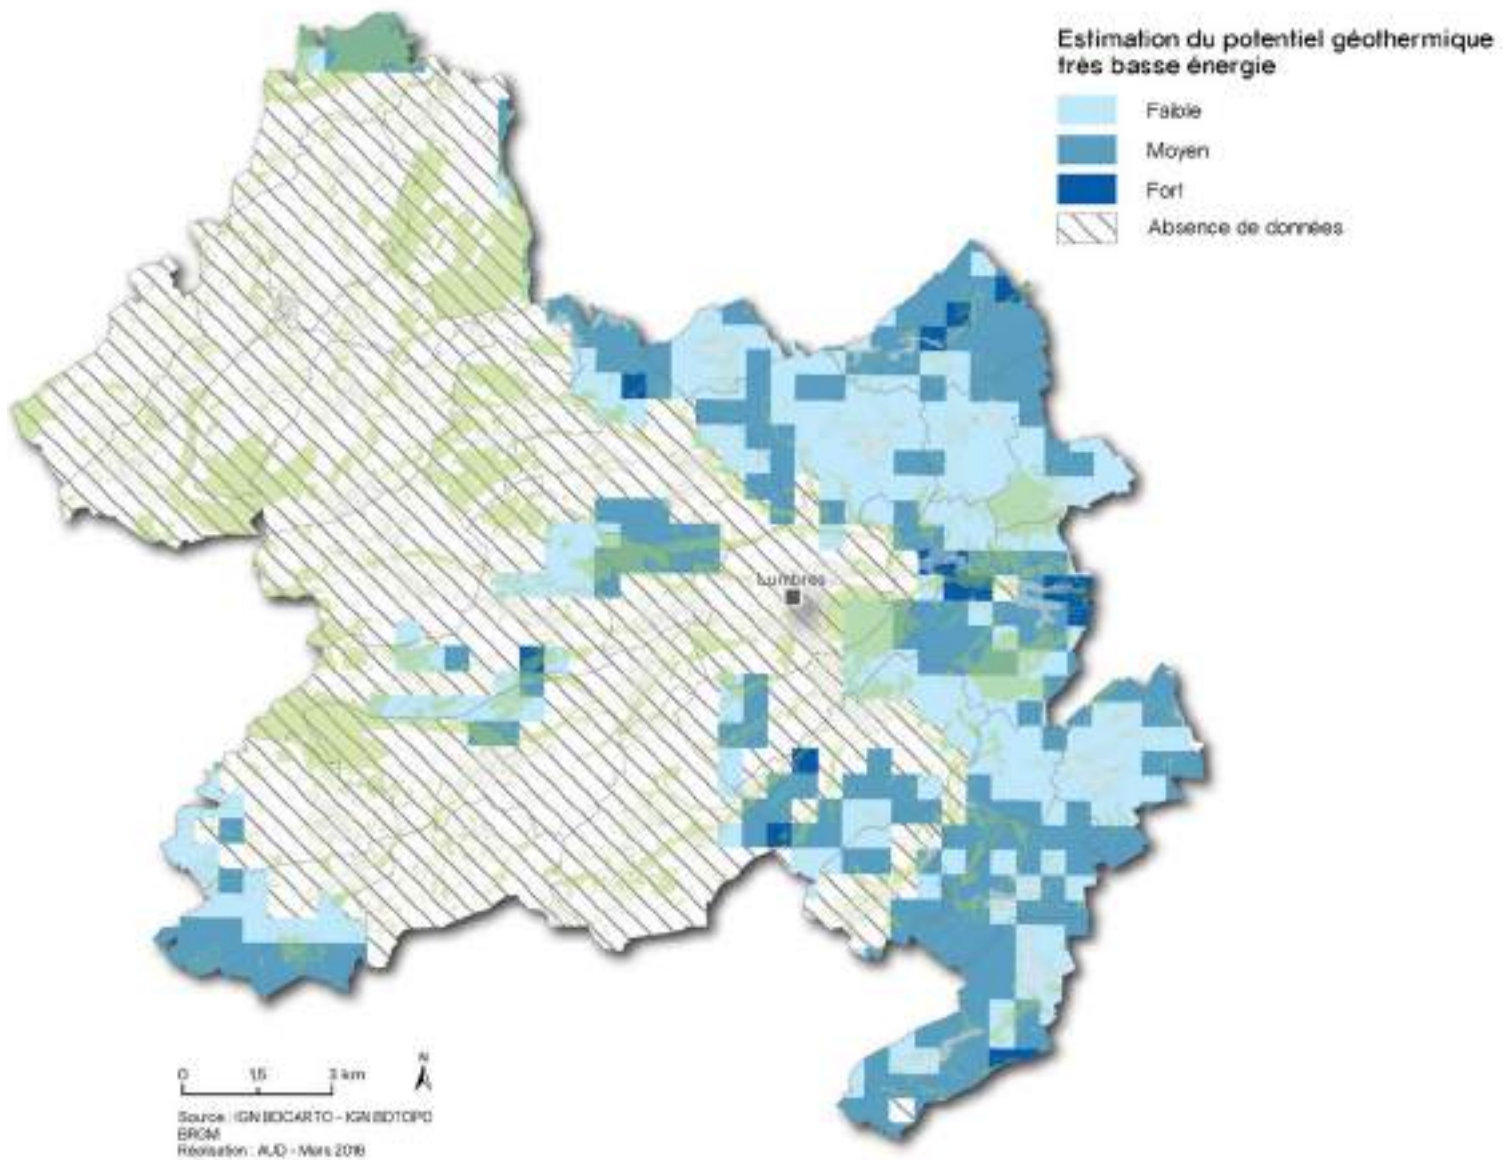 Estimation du potentiel géothermique
très basse énergie
Faible
Moyen
Fort
Absence de données
Lumbres
0 1,5 3 km
N
Source : IGN BDCARTO - IGN BDTOPO
BRGM
Réalisation : AUD - Mars 2018